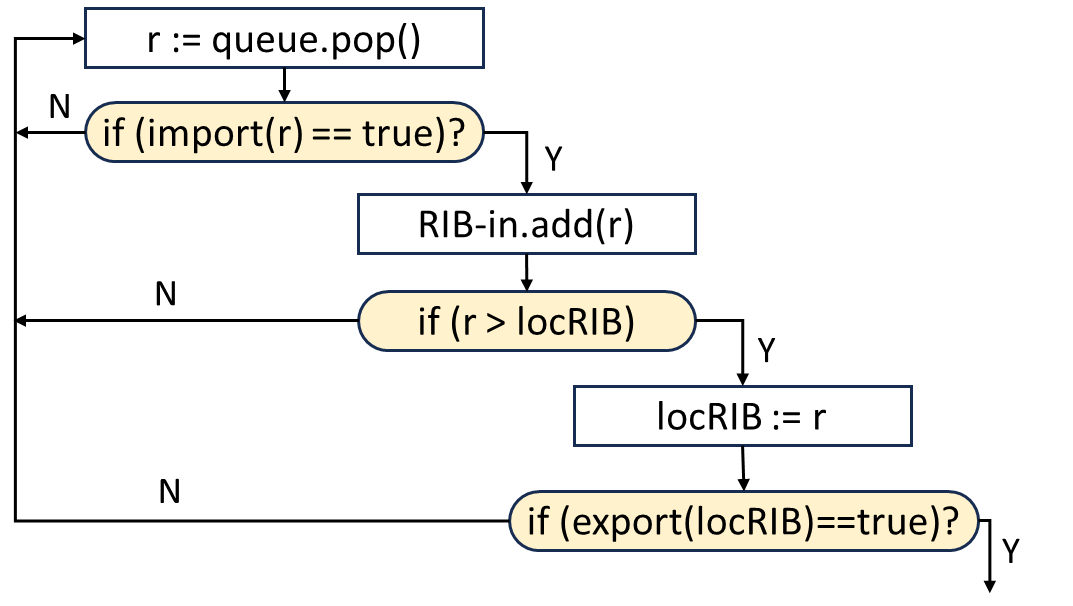 r := queue.pop()
N
if (import(r) == true)?
Y
RIB-in.add(r)
N
if (r > locRIB)
Y
locRIB := r
N
if (export(locRIB)==true)?
Y